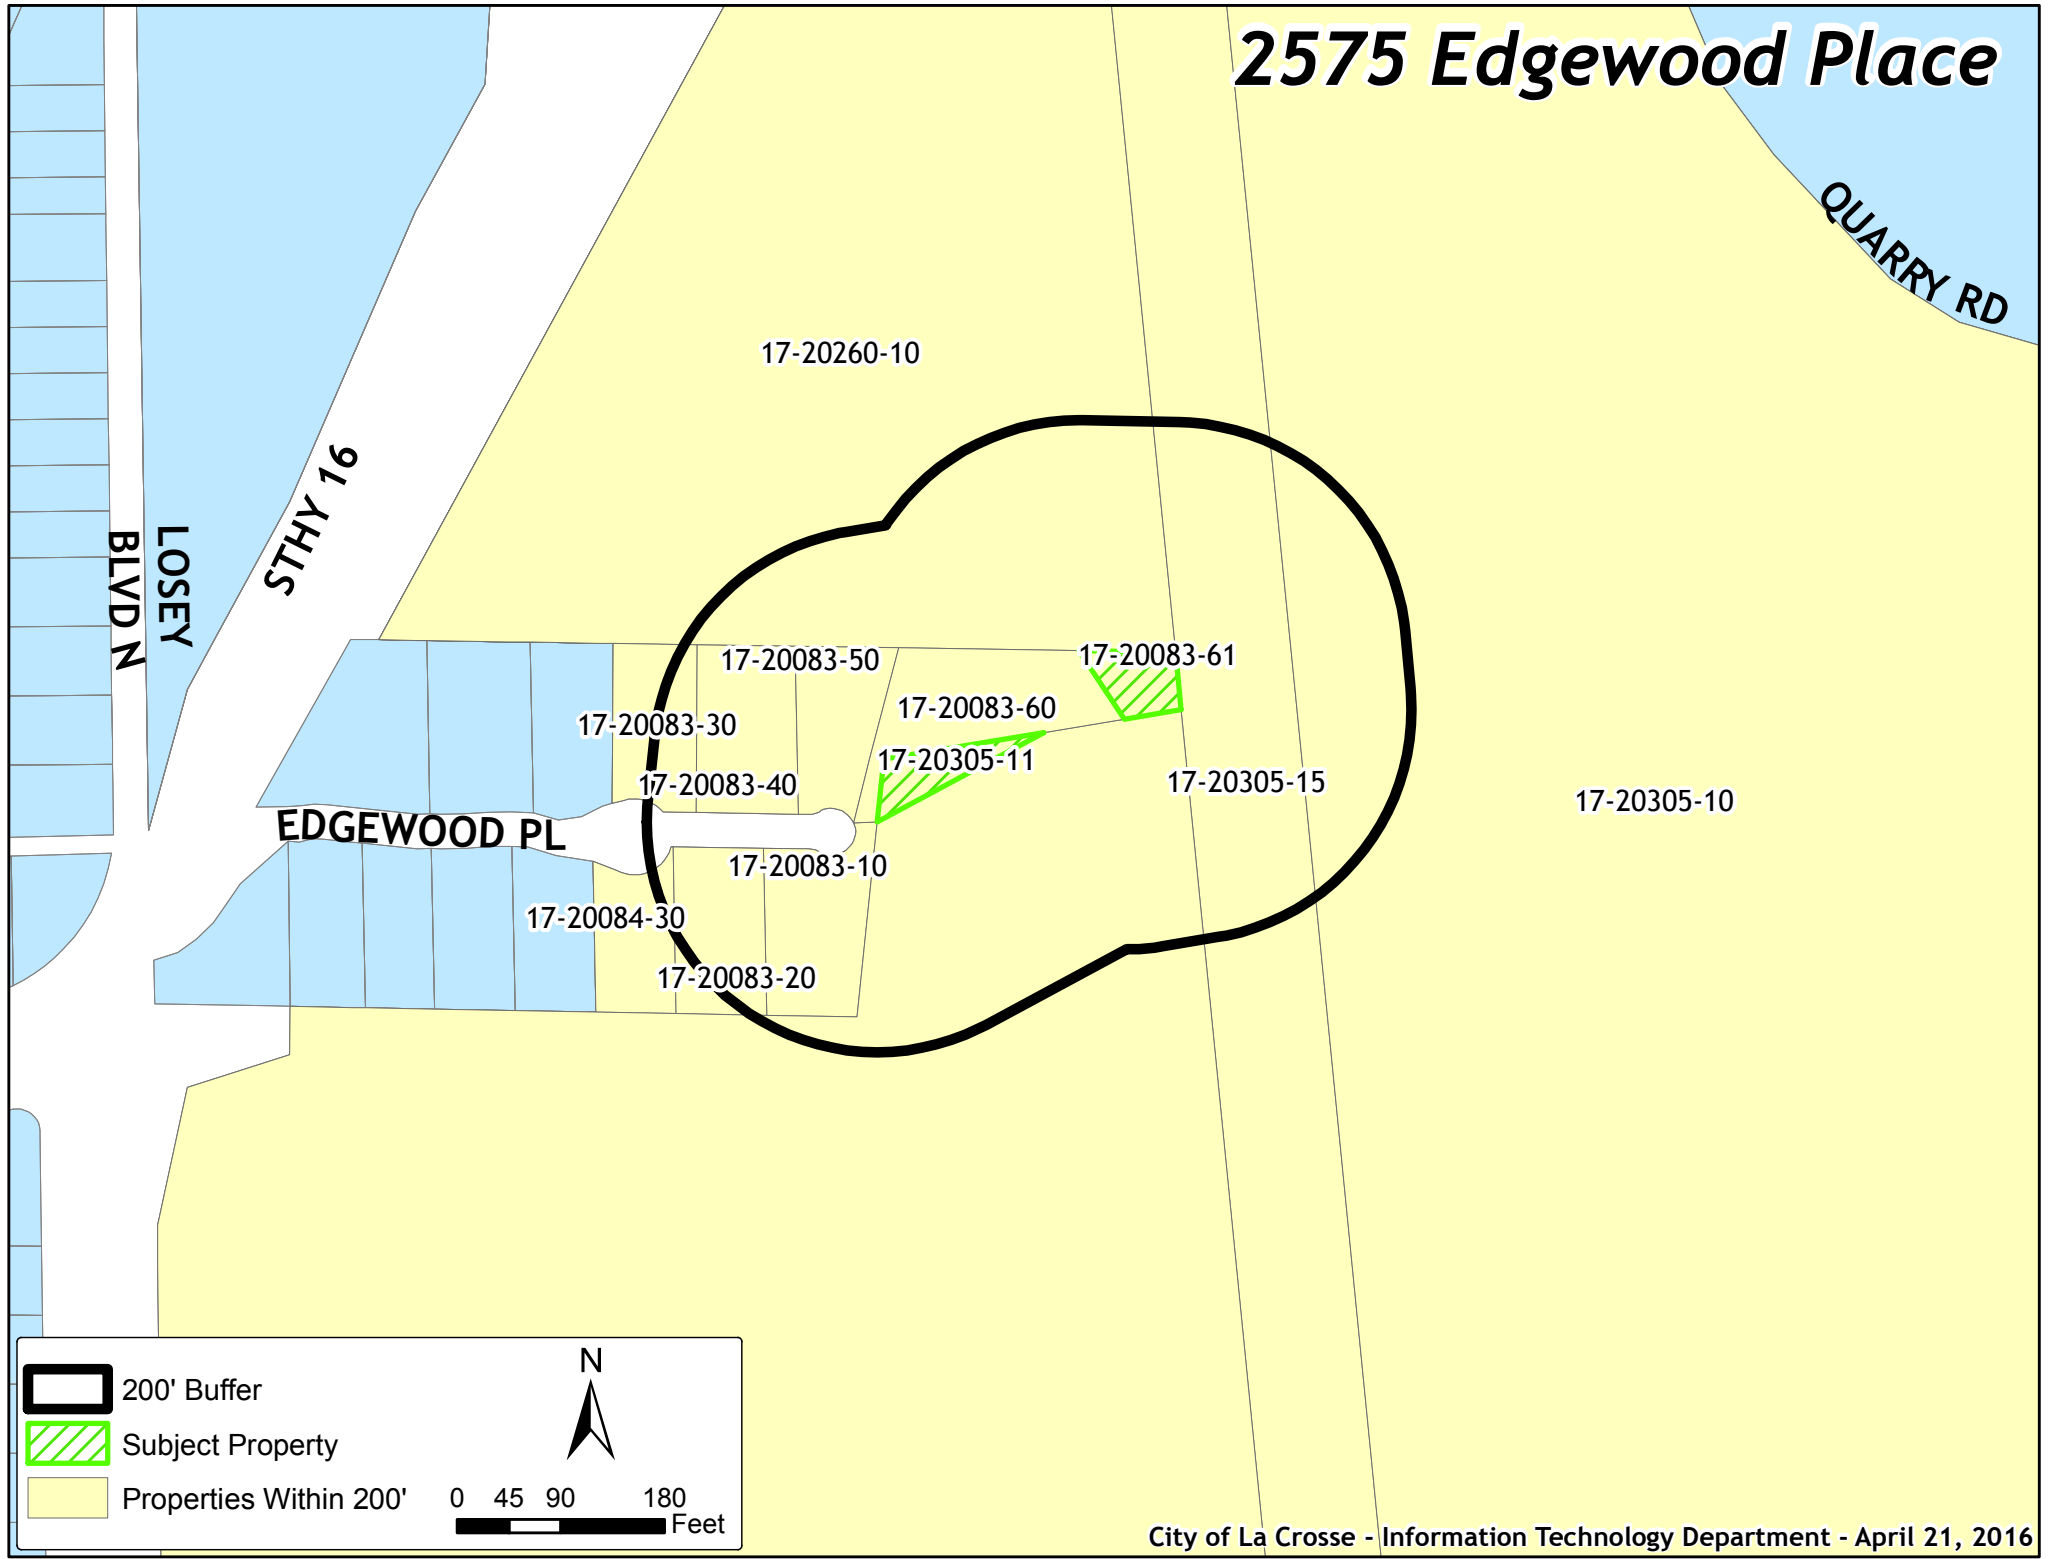 2575 Edgewood Place
QUARRY RD
17-20260-10
STHY 16
LOSEY
BLVD N
17-20083-50
17-20083-61
17-20083-60
17-20083-30
17-20305-11
17-20083-40
17-20305-15
17-20305-10
EDGEWOOD PL
17-20083-10
17-20084-30
17-20083-20
N
200' Buffer
Subject Property
Properties Within 200'
0 45 90 180
Feet
City of La Crosse - Information Technology Department - April 21, 2016